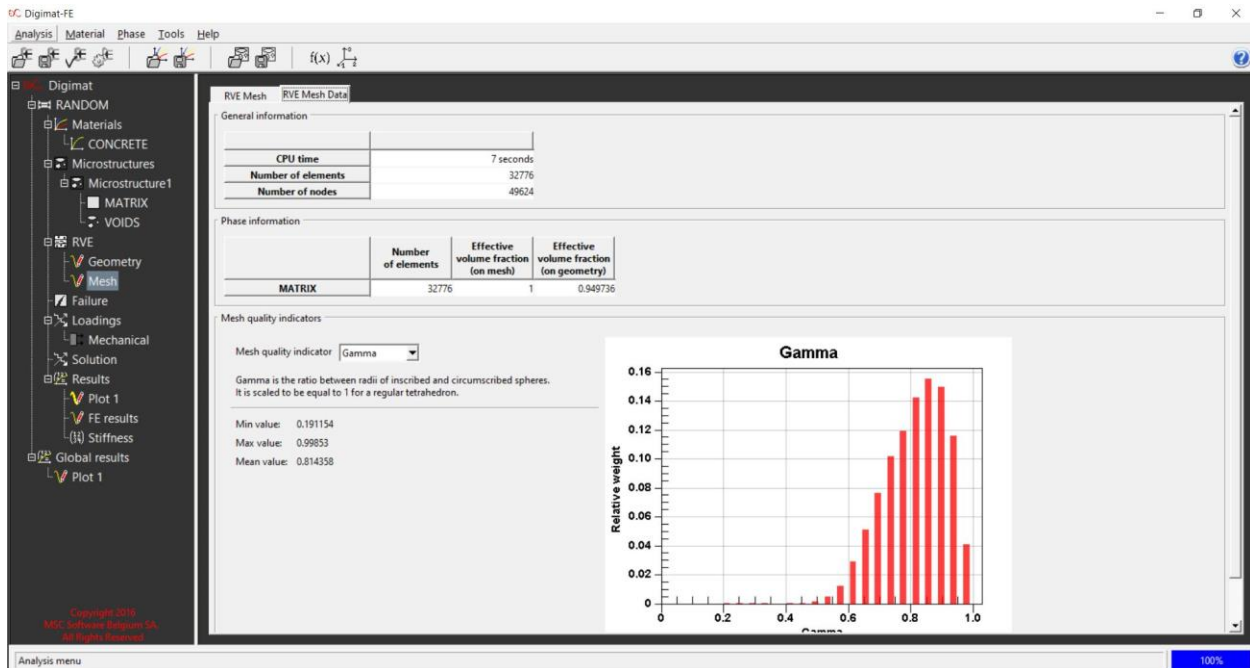 Digimat-FE
Analysis Material Phase Tools Help
f(x)
Digimat
RANDOM
Materials
CONCRETE
Microstructures
Microstructure1
MATRIX
VOIDS
RVE
Geometry
Mesh
Failure
Loadings
Mechanical
Solution
Results
Plot 1
FE results
Stiffness
Global results
Plot 1
Copyright 2016
MSC Software Belgium SA.
All Rights Reserved
RVE Mesh RVE Mesh Data
General information
CPU time 7 seconds
Number of elements 32776
Number of nodes 49624
Phase information
Number of elements Effective volume fraction (on mesh) Effective volume fraction (on geometry)
MATRIX 32776 1 0.949736
Mesh quality indicators
Mesh quality indicator Gamma
Gamma is the ratio between radii of inscribed and circumscribed spheres.
It is scaled to be equal to 1 for a regular tetrahedron.
Min value: 0.191154
Max value: 0.99853
Mean value: 0.814358
Gamma
Relative weight
0.16
0.14
0.12
0.10
0.08
0.06
0.04
0.02
0
0 0.2 0.4 0.6 0.8 1.0
Gamma
Analysis menu
100%